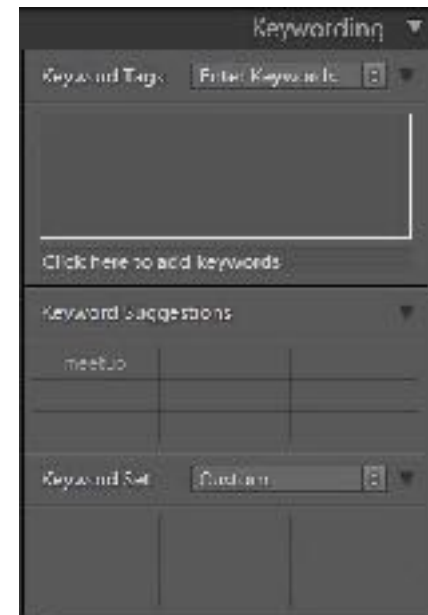 Keywording
Keyword Tags Enter Keywords
Click here to add keywords
Keyword Suggestions
meetup
Keyword Set Custom